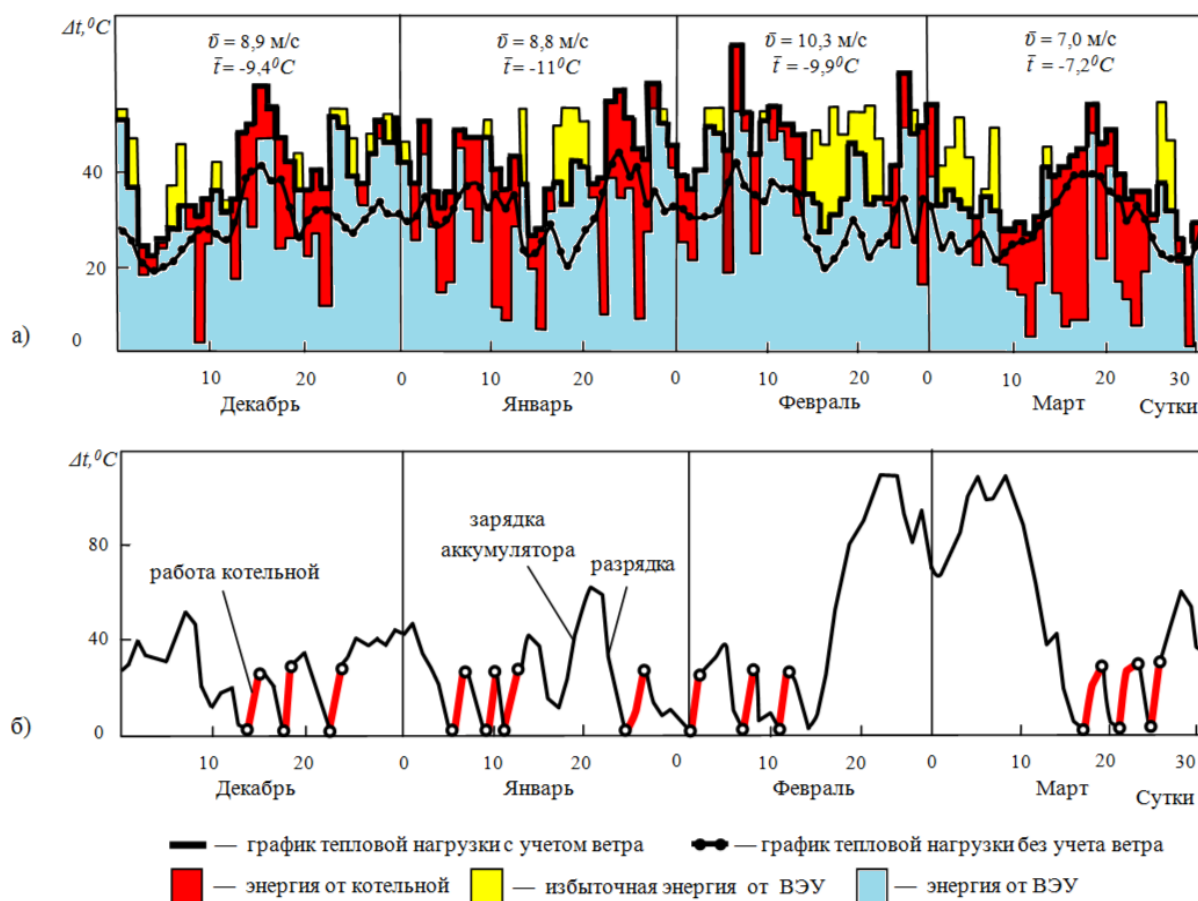 Δt,⁰C
ῡ = 8,9 м/с
t̄ = -9,4⁰C
ῡ = 8,8 м/с
t̄ = -11⁰C
ῡ = 10,3 м/с
t̄ = -9,9⁰C
ῡ = 7,0 м/с
t̄ = -7,2⁰C
40
20
а)
0
10
20
0
10
20
0
10
20
0
10
20
30
Декабрь
Январь
Февраль
Март
Сутки
Δt,⁰C
80
40
0
зарядка
аккумулятора
разрядка
работа котельной
б)
10
20
0
10
20
0
10
20
0
10
20
30
Декабрь
Январь
Февраль
Март
Сутки
— график тепловой нагрузки с учетом ветра
— график тепловой нагрузки без учета ветра
— энергия от котельной
— избыточная энергия от ВЭУ
— энергия от ВЭУ